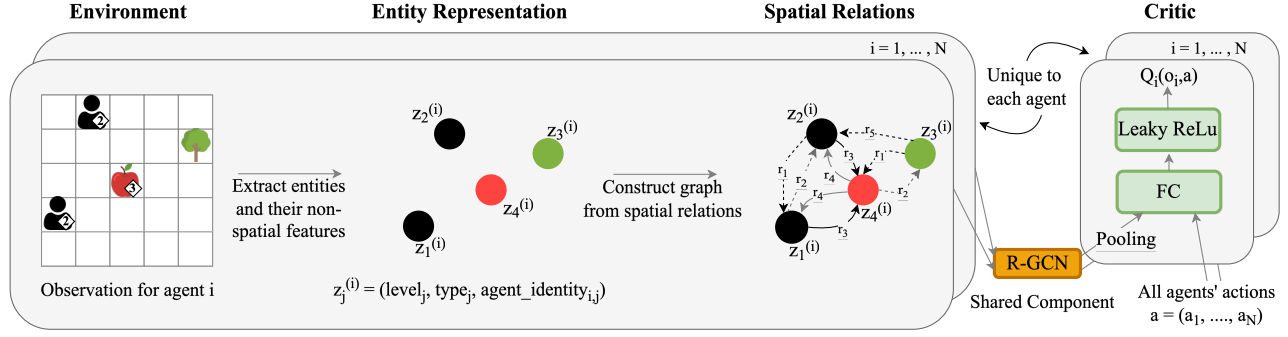 Environment
Entity Representation
Spatial Relations
Critic
i = 1, ... , N
i = 1, ... , N
2
3
2
Observation for agent i
Extract entities
and their non-
spatial features
z₂⁽ⁱ⁾
z₃⁽ⁱ⁾
z₄⁽ⁱ⁾
z₁⁽ⁱ⁾
zⱼ⁽ⁱ⁾ = (levelⱼ, typeⱼ, agent_identityᵢ,ⱼ)
Construct graph
from spatial relations
z₂⁽ⁱ⁾
z₃⁽ⁱ⁾
r₅
r₃
r₁
r₁
r₂
r₄
r₄
r₂
z₄⁽ⁱ⁾
r₃
z₁⁽ⁱ⁾
Unique to
each agent
R-GCN
Shared Component
Pooling
Qᵢ(oᵢ,a)
Leaky ReLu
FC
All agents' actions
a = (a₁, ...., a_N)